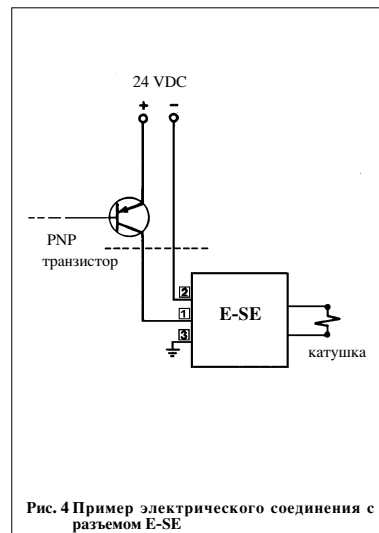 24 VDC
+ -
PNP
транзистор
2
E-SE
1
3
катушка
Рис. 4 Пример электрического соединения с
разъемом E-SE